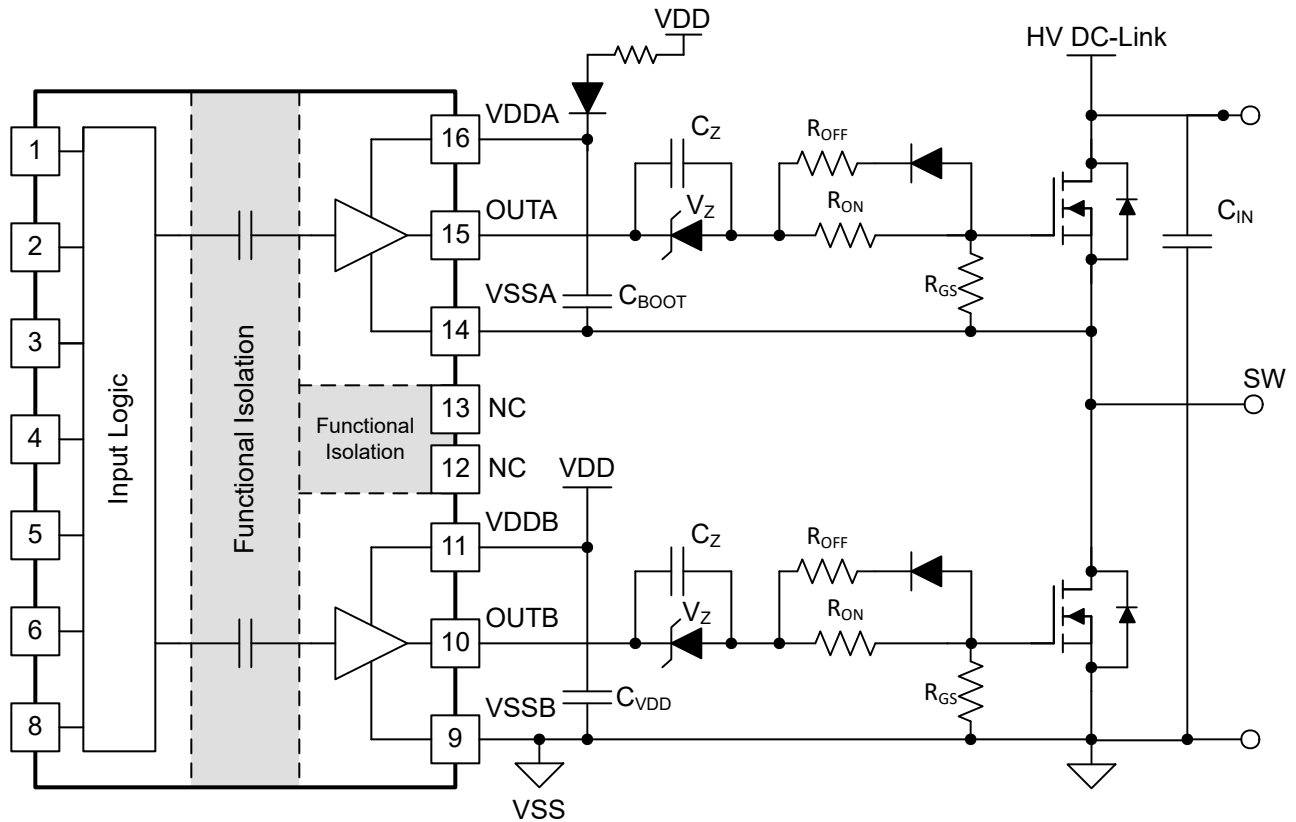 VDD
HV DC-Link
VDDA
16
1
C_Z
R_OFF
V_Z
R_ON
OUTA
15
2
C_IN
VSSA
C_BOOT
R_GS
14
3
Functional Isolation
Input Logic
13
NC
SW
4
Functional
Isolation
12
NC
VDD
VDDB
11
5
C_Z
R_OFF
V_Z
R_ON
OUTB
10
6
R_GS
VSSB
C_VDD
9
8
VSS